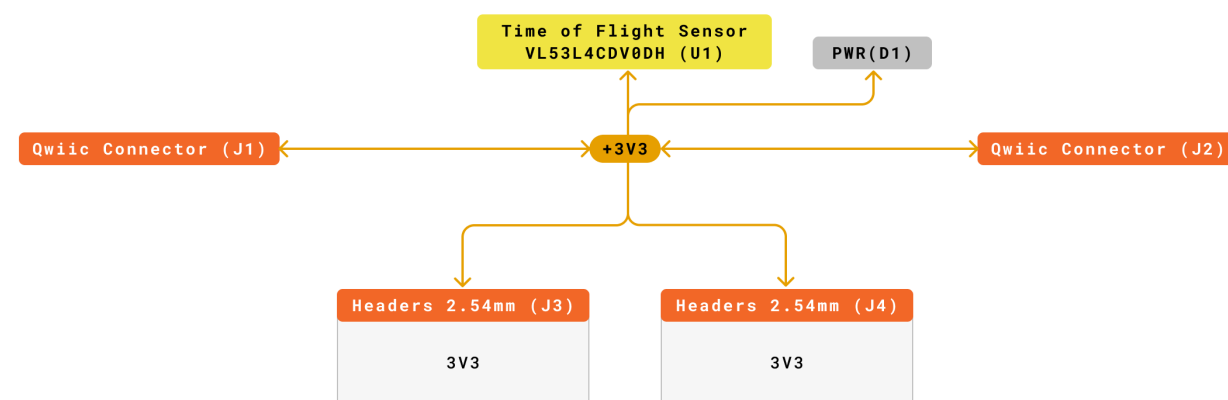 Time of Flight Sensor
VL53L4CDV0DH (U1)
PWR(D1)
Qwiic Connector (J1)
+3V3
Qwiic Connector (J2)
Headers 2.54mm (J3)
Headers 2.54mm (J4)
3V3
3V3